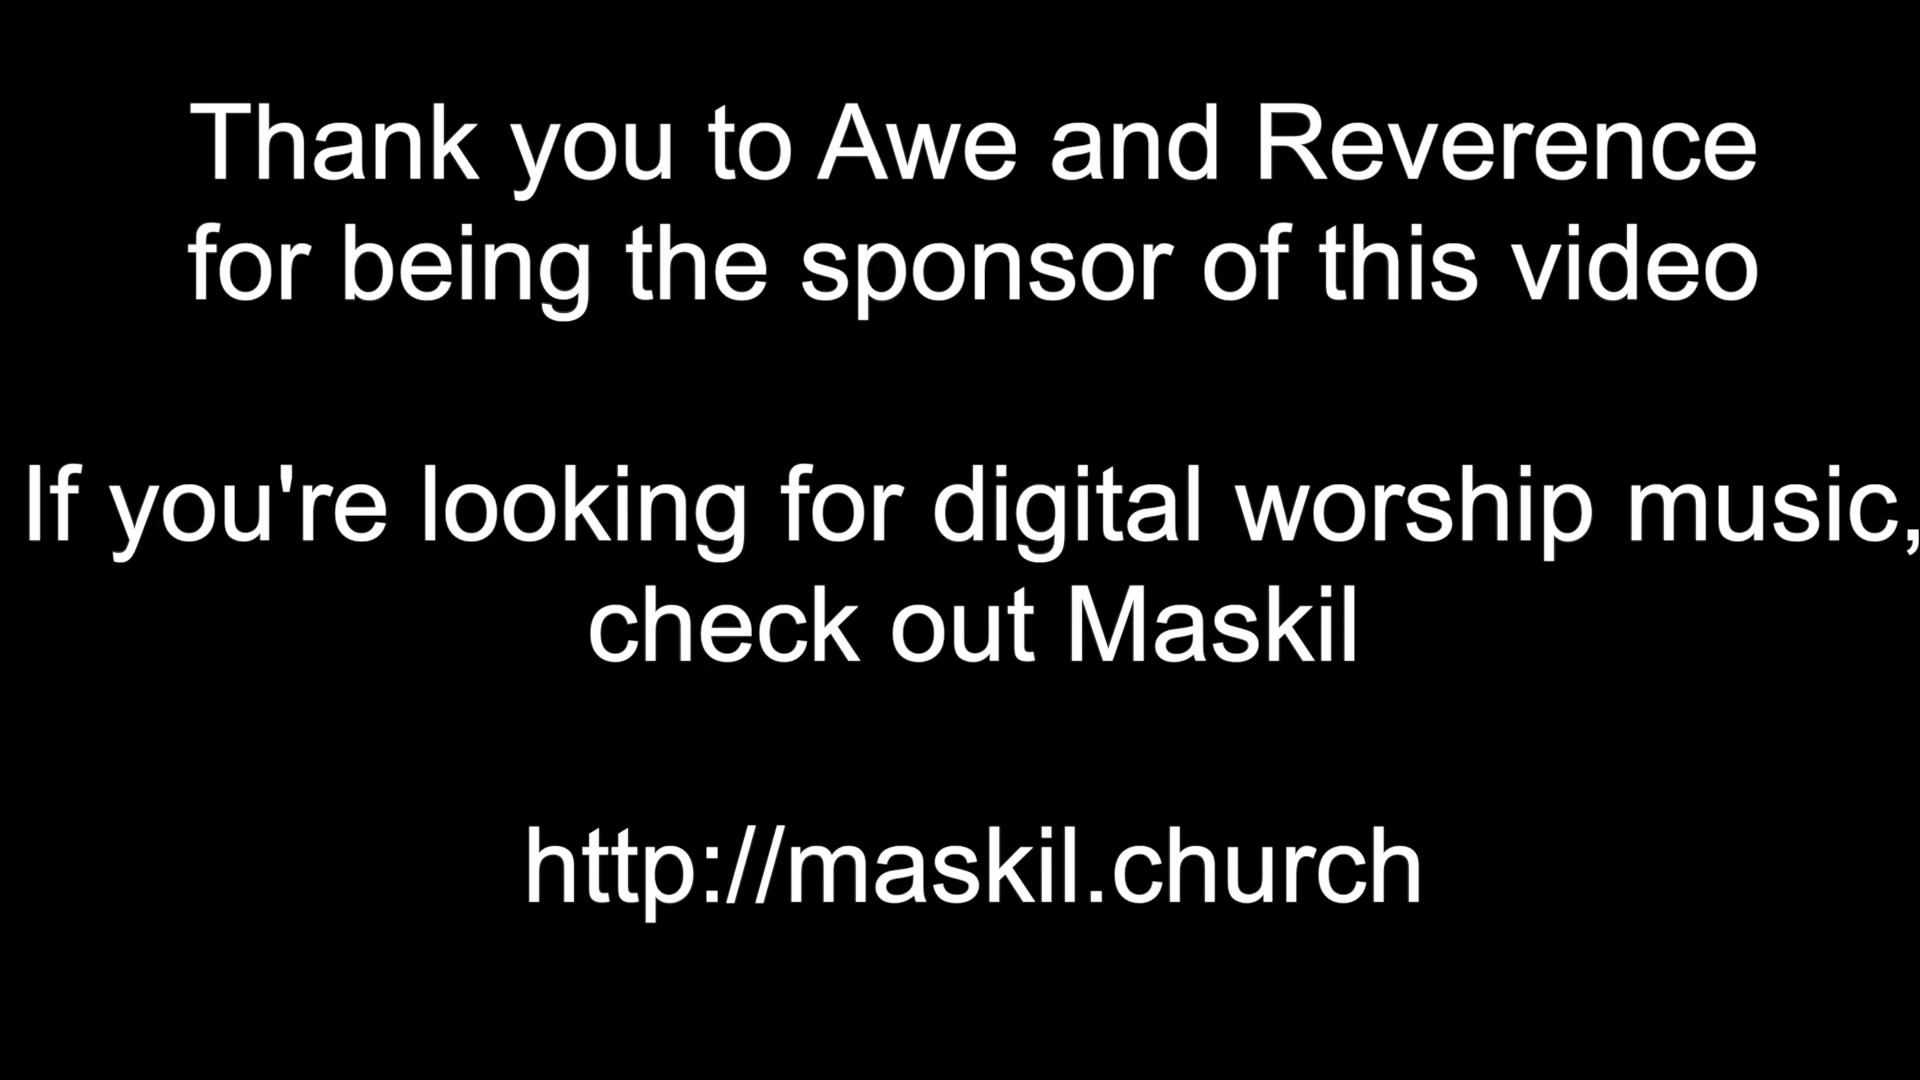 Thank you to Awe and Reverence
for being the sponsor of this video
If you're looking for digital worship music,
check out Maskil
http://maskil.church